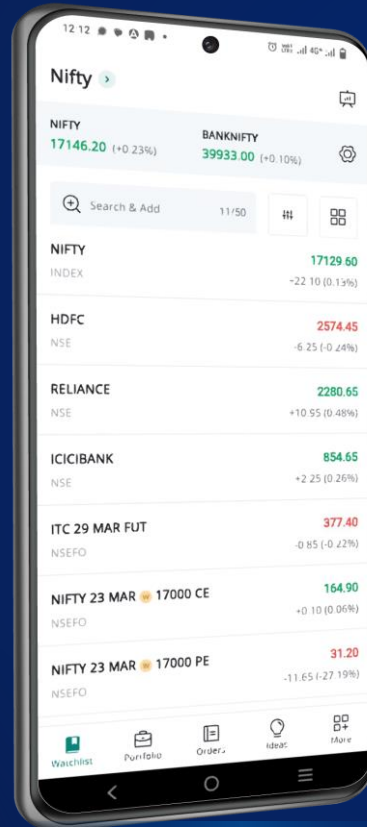 12 12
4G+
Nifty >
NIFTY
17146.20 (+0 23%)
BANKNIFTY
39933.00 (+0.10%)
Search & Add 11/50
NIFTY 17129 60
INDEX +22 10 (0.13%)
HDFC 2574.45
NSE -6 25 (-0 24%)
RELIANCE 2280.65
NSE +10.95 (0.48%)
ICICIBANK 854.65
NSE +2 25 (0.26%)
ITC 29 MAR FUT 377.40
NSEFO -0 85 (-0 22%)
NIFTY 23 MAR W 17000 CE 164.90
NSEFO +0 10 (0.06%)
NIFTY 23 MAR W 17000 PE 31.20
NSEFO -11.65 (-27 19%)
Watchlist Portfolio Orders Ideas More